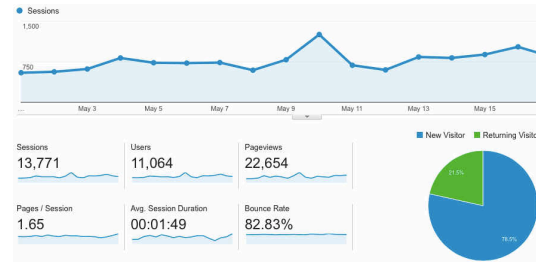 Sessions
1,500
750
...
May 3
May 5
May 7
May 9
May 11
May 13
May 15
New Visitor
Returning Visito
Sessions
Users
Pageviews
13,771
11,064
22,654
Pages / Session
Avg. Session Duration
Bounce Rate
1.65
00:01:49
82.83%
21.5%
78.5%